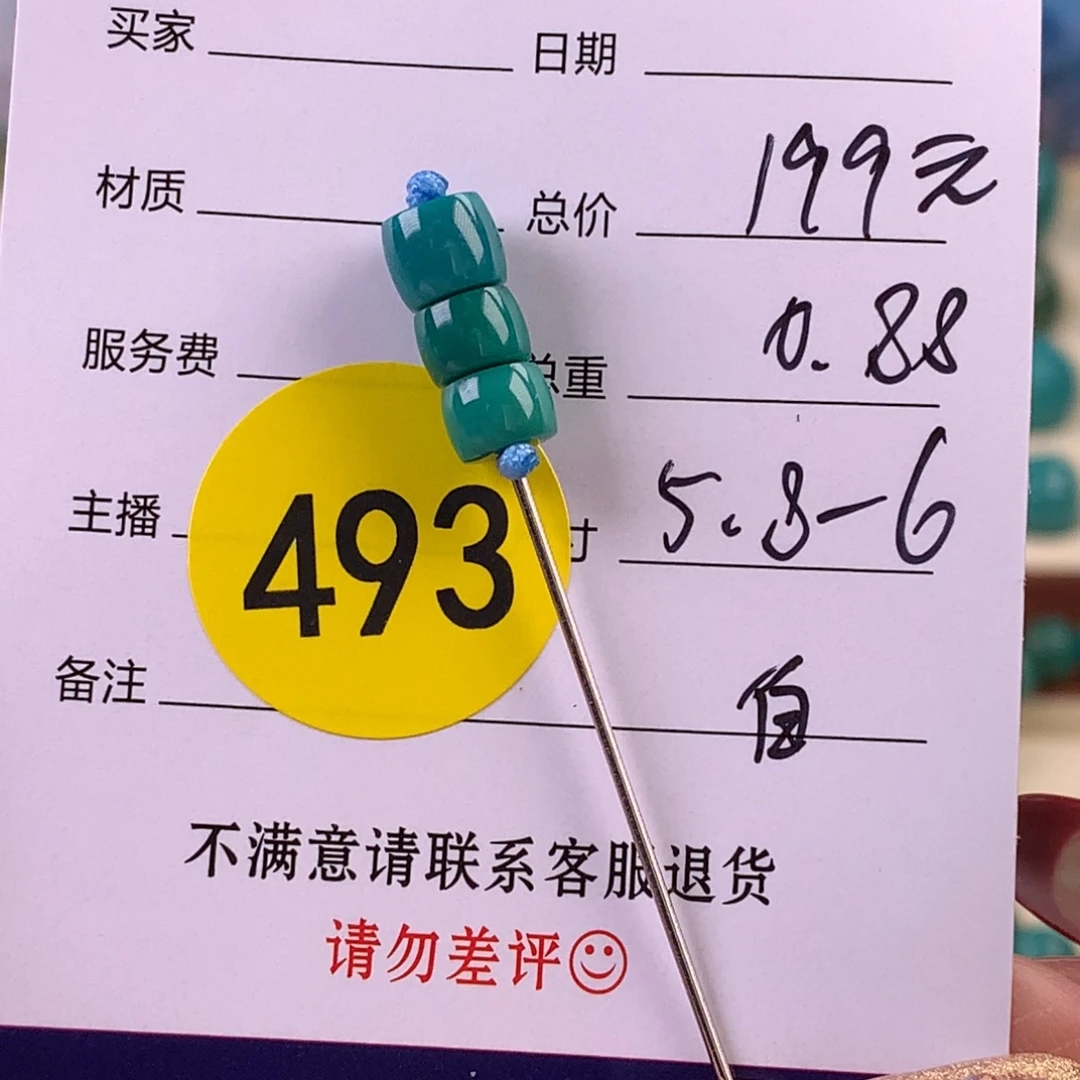 买家 日期
材质 总价 199元
服务费 总重 0.88
主播 寸 5.8-6
493
备注
不满意请联系客服退货
请勿差评